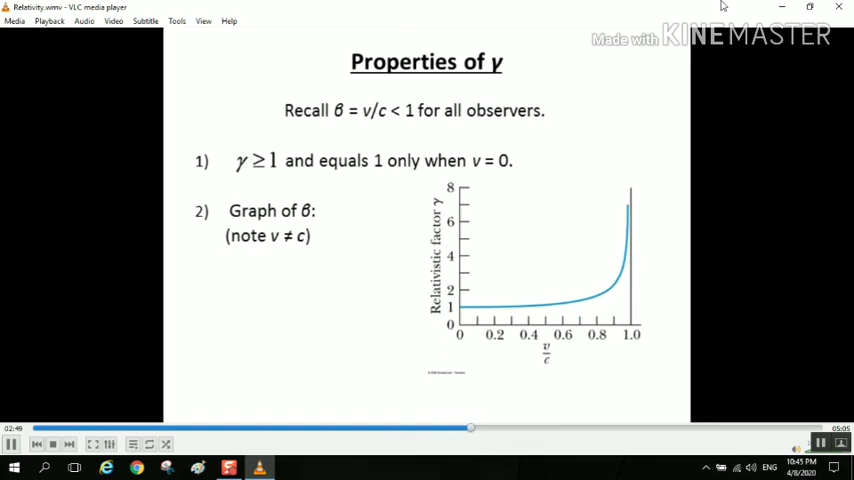 Relativity.wmv - VLC media player
Media Playback Audio Video Subtitle Tools View Help
Made with KINEMASTER
Properties of γ
Recall β = v/c < 1 for all observers.
1) γ ≥ 1 and equals 1 only when v = 0.
2) Graph of β:
(note v ≠ c)
Relativistic factor γ
8
6
4
2
1
0
0 0.2 0.4 0.6 0.8 1.0
v
c
02:49
05:05
ENG
10:45 PM
4/8/2020